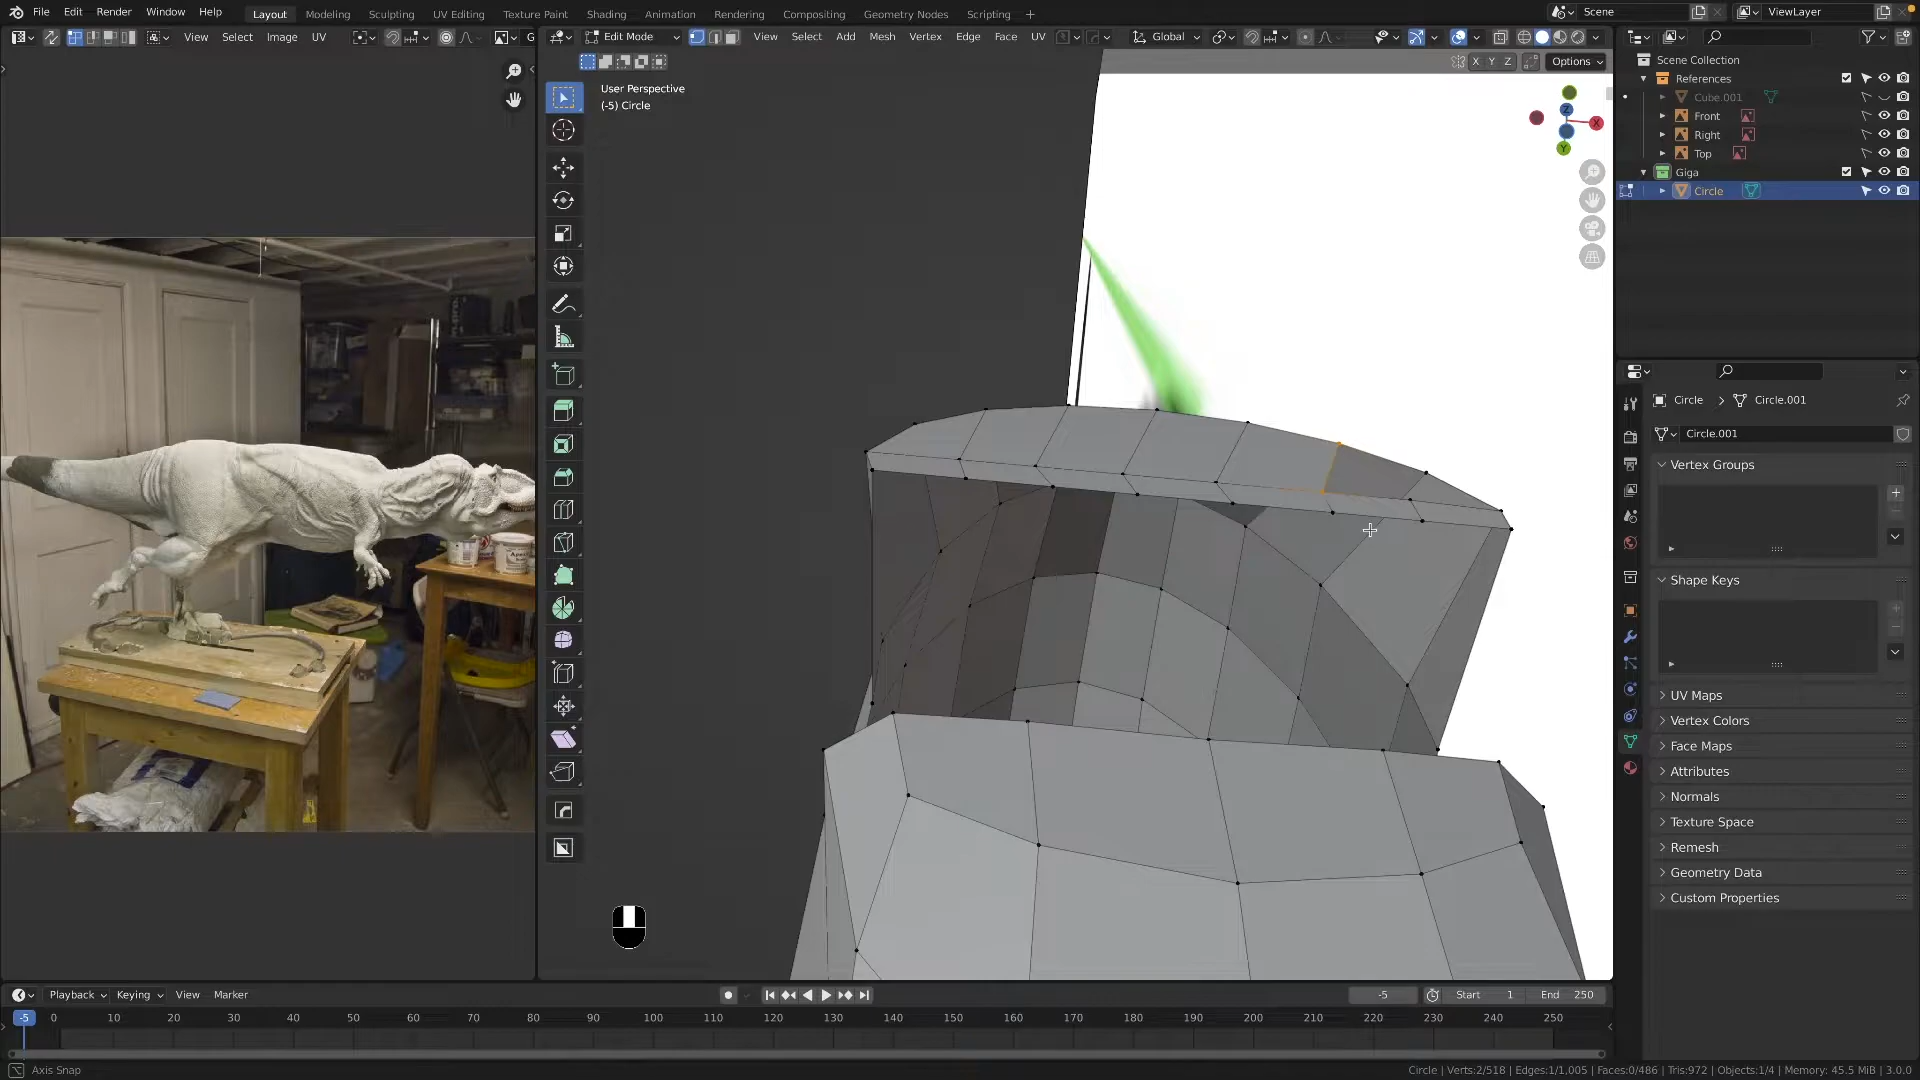 File Edit Render Window Help Layout Modeling Sculpting UV Editing Texture Paint Shading Animation Rendering Compositing Geometry Nodes Scripting + Scene ViewLayer
View Select Image UV G Edit Mode View Select Add Mesh Vertex Edge Face UV Global
X Y Z Options
User Perspective
(-5) Circle
Z
X
Y
Scene Collection
References
Cube.001
Front
Right
Top
Giga
Circle
Circle Circle.001
Circle.001
Vertex Groups
Shape Keys
UV Maps
Vertex Colors
Face Maps
Attributes
Normals
Texture Space
Remesh
Geometry Data
Custom Properties
Playback Keying View Marker -5 Start 1 End 250
-5 0 10 20 30 40 50 60 70 80 90 100 110 120 130 140 150 160 170 180 190 200 210 220 230 240 250
Axis Snap Circle | Verts:2/518 | Edges:1/1,005 | Faces:0/486 | Tris:972 | Objects:1/4 | Memory: 45.5 MiB | 3.0.0